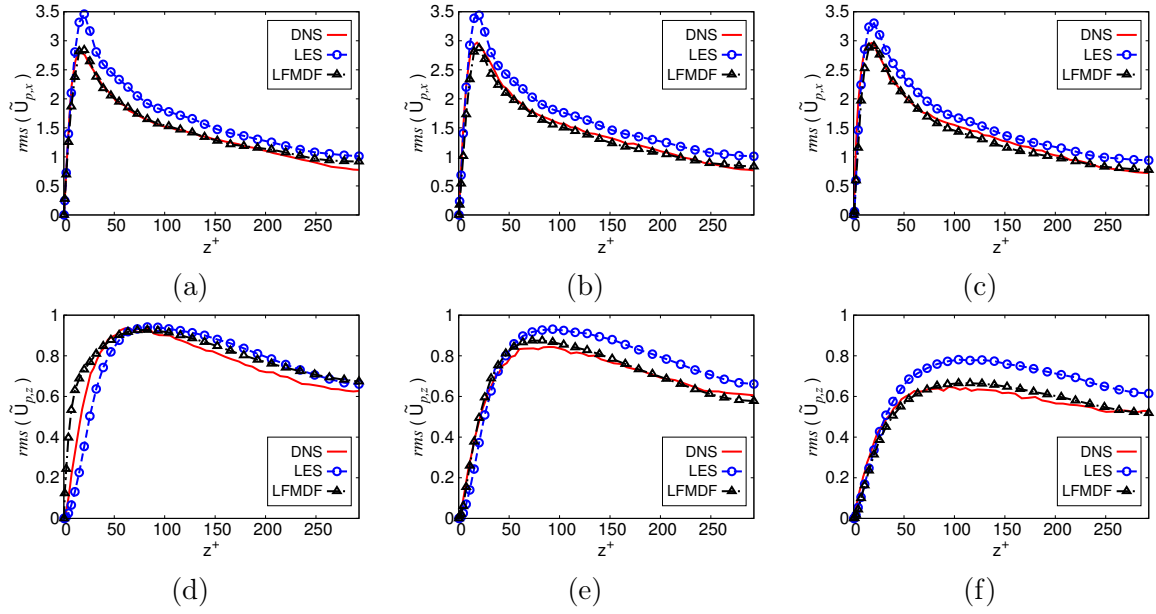 rms ( Ũp,x )
3.5
3
2.5
2
1.5
1
0.5
0
DNS
LES
LFMDF
0 50 100 150 200 250
z+
(a)
rms ( Ũp,x )
3.5
3
2.5
2
1.5
1
0.5
0
DNS
LES
LFMDF
0 50 100 150 200 250
z+
(b)
rms ( Ũp,x )
3.5
3
2.5
2
1.5
1
0.5
0
DNS
LES
LFMDF
0 50 100 150 200 250
z+
(c)
rms ( Ũp,z )
1
0.8
0.6
0.4
0.2
0
DNS
LES
LFMDF
0 50 100 150 200 250
z+
(d)
rms ( Ũp,z )
1
0.8
0.6
0.4
0.2
0
DNS
LES
LFMDF
0 50 100 150 200 250
z+
(e)
rms ( Ũp,z )
1
0.8
0.6
0.4
0.2
0
DNS
LES
LFMDF
0 50 100 150 200 250
z+
(f)